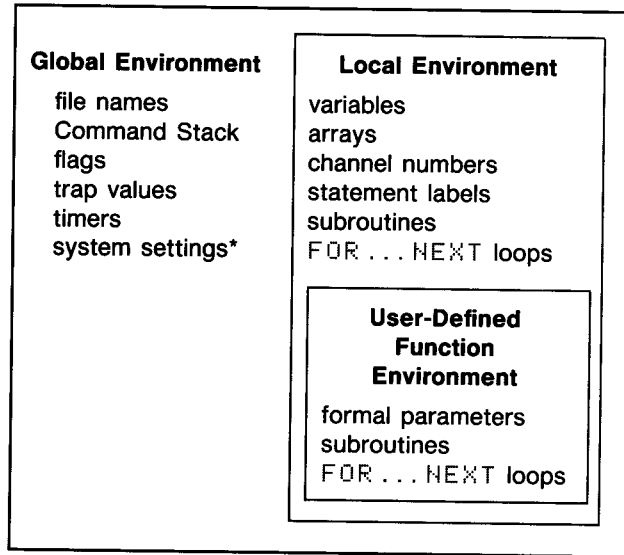 Global Environment
file names
Command Stack
flags
trap values
timers
system settings*
Local Environment
variables
arrays
channel numbers
statement labels
subroutines
FOR...NEXT loops
User-Defined
Function
Environment
formal parameters
subroutines
FOR...NEXT loops